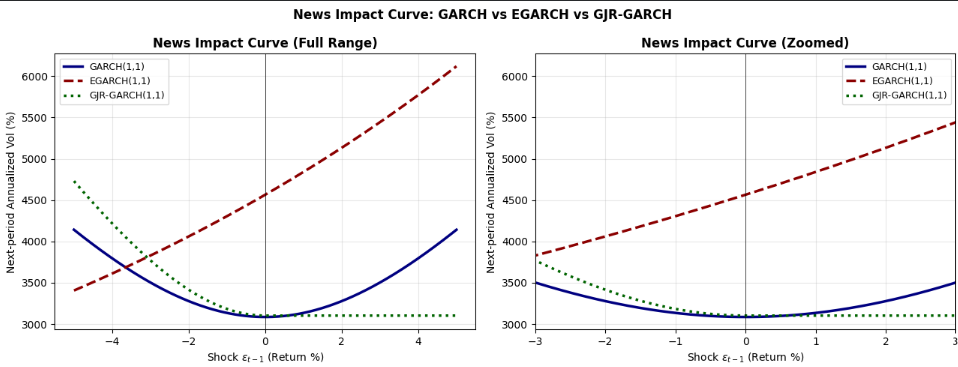 News Impact Curve: GARCH vs EGARCH vs GJR-GARCH
News Impact Curve (Full Range)
Next-period Annualized Vol (%)
6000
5500
5000
4500
4000
3500
3000
GARCH(1,1)
EGARCH(1,1)
GJR-GARCH(1,1)
−4 −2 0 2 4
Shock εt−1 (Return %)
News Impact Curve (Zoomed)
Next-period Annualized Vol (%)
6000
5500
5000
4500
4000
3500
3000
GARCH(1,1)
EGARCH(1,1)
GJR-GARCH(1,1)
−3 −2 −1 0 1 2 3
Shock εt−1 (Return %)